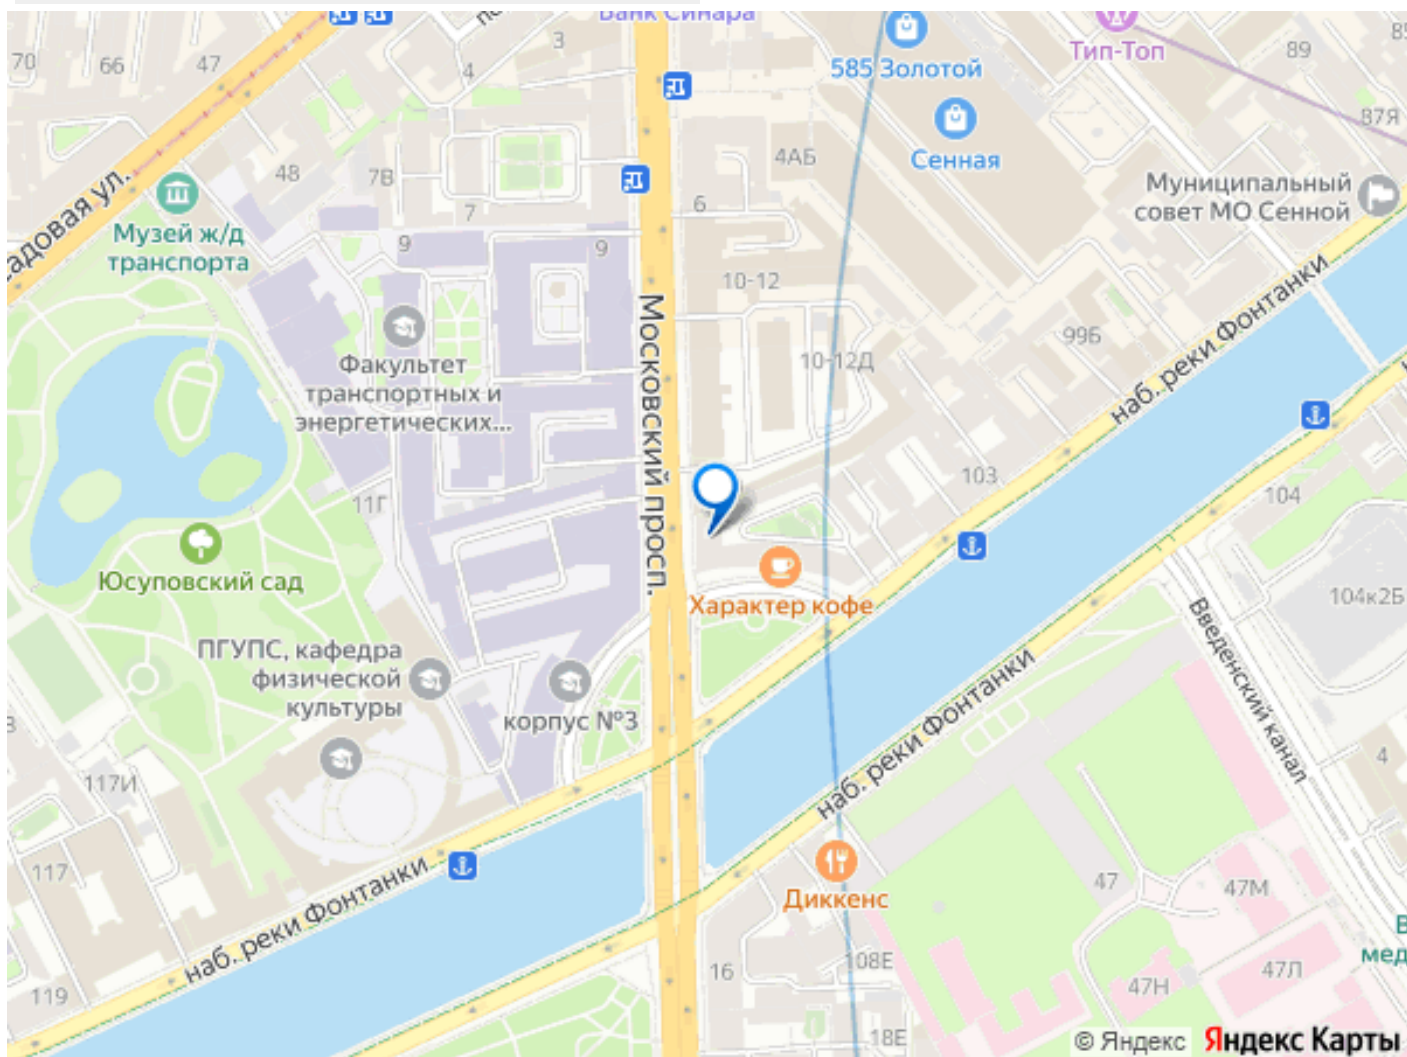 Банк Синара
3
70
66
47
4
585 Золотой
Тип-Топ
89
87Я
Сенная
4АБ
48
7В
7
6
Муниципальный
совет МО Сенной
Садовая ул.
Музей ж/д
транспорта
9
9
10-12
Московский просп.
наб. реки Фонтанки
99Б
10-12Д
Факультет
транспортных и
энергетических...
103
104
11Г
Юсуповский сад
Характер кофе
104к2Б
Введенский канал
ПГУПС, кафедра
физической
культуры
корпус №3
наб. реки Фонтанки
4
117И
117
наб. реки Фонтанки
Диккенс
47
47М
16
108Е
47Л
47Н
119
18Е
© Яндекс Яндекс Карты